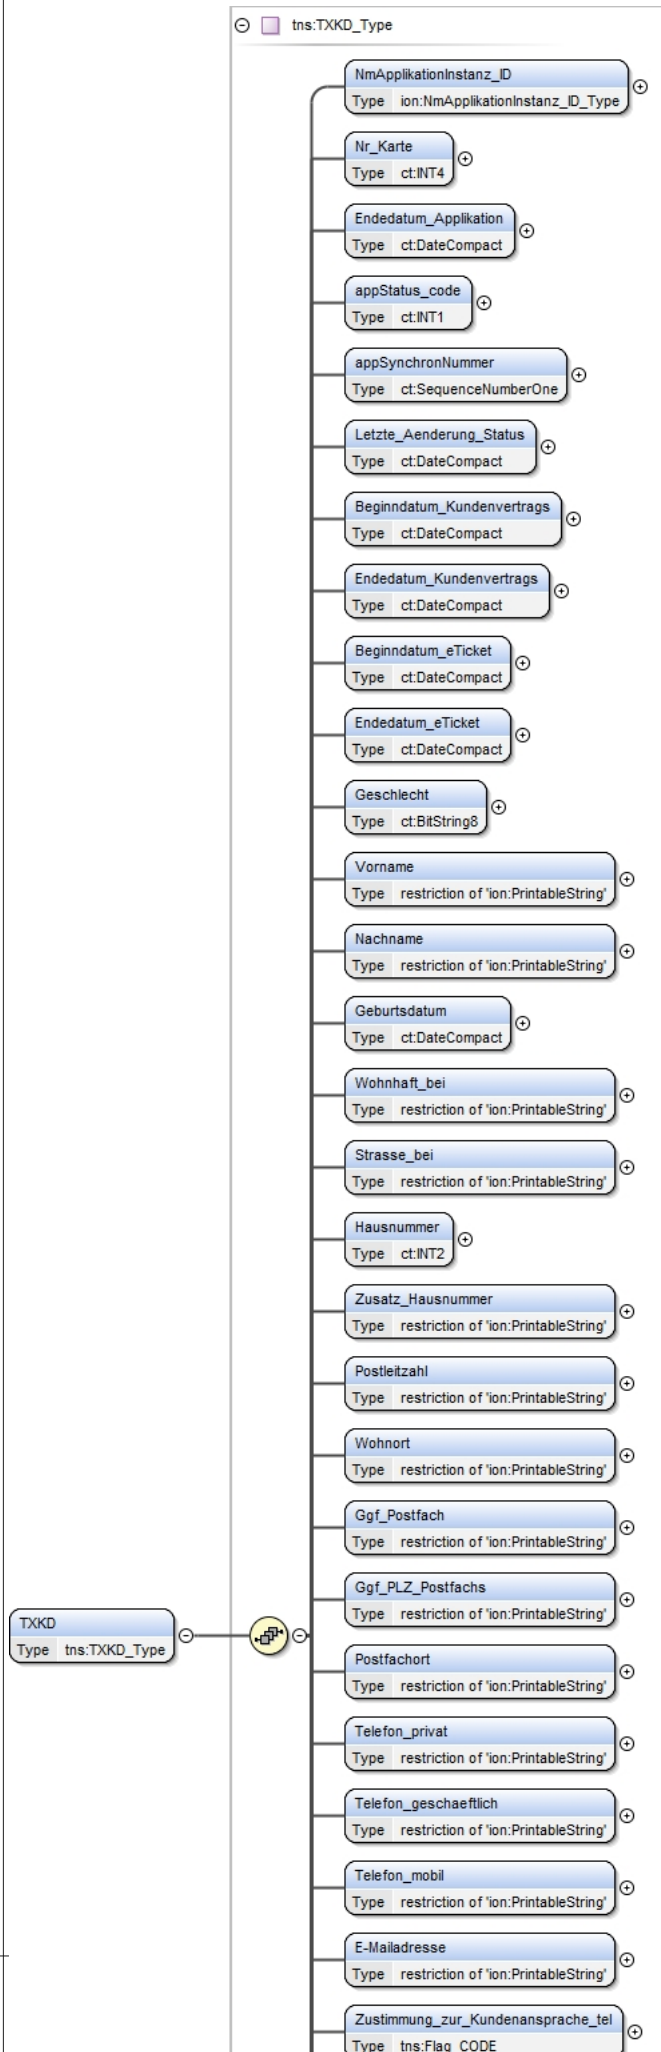 tns:TXKD_Type
NmApplikationInstanz_ID
Type ion:NmApplikationInstanz_ID_Type
Nr_Karte
Type ct:INT4
Endedatum_Applikation
Type ct:DateCompact
appStatus_code
Type ct:INT1
appSynchronNummer
Type ct:SequenceNumberOne
Letzte_Aenderung_Status
Type ct:DateCompact
Beginndatum_Kundenvertrags
Type ct:DateCompact
Endedatum_Kundenvertrags
Type ct:DateCompact
Beginndatum_eTicket
Type ct:DateCompact
Endedatum_eTicket
Type ct:DateCompact
Geschlecht
Type ct:BitString8
Vorname
Type restriction of 'ion:PrintableString'
Nachname
Type restriction of 'ion:PrintableString'
Geburtsdatum
Type ct:DateCompact
Wohnhaft_bei
Type restriction of 'ion:PrintableString'
Strasse_bei
Type restriction of 'ion:PrintableString'
Hausnummer
Type ct:INT2
Zusatz_Hausnummer
Type restriction of 'ion:PrintableString'
Postleitzahl
Type restriction of 'ion:PrintableString'
Wohnort
Type restriction of 'ion:PrintableString'
Ggf_Postfach
Type restriction of 'ion:PrintableString'
Ggf_PLZ_Postfachs
Type restriction of 'ion:PrintableString'
TXKD
Type tns:TXKD_Type
Postfachort
Type restriction of 'ion:PrintableString'
Telefon_privat
Type restriction of 'ion:PrintableString'
Telefon_geschaeftlich
Type restriction of 'ion:PrintableString'
Telefon_mobil
Type restriction of 'ion:PrintableString'
E-Mailadresse
Type restriction of 'ion:PrintableString'
Zustimmung_zur_Kundenansprache_tel
Type tns:Flag_CODE